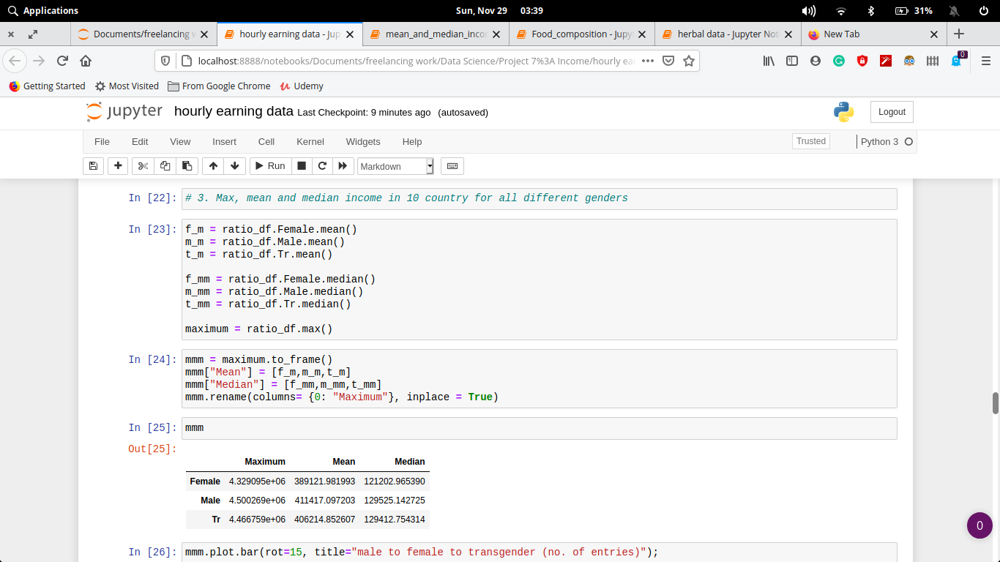 Applications
Sun, Nov 29 03:39
31%
Documents/freelancing
hourly earning data - Jup
mean_and_median_inco
Food_composition - Jupy
herbal data - Jupyter Not
New Tab
localhost:8888/notebooks/Documents/freelancing work/Data Science/Project 7%3A Income/hourly ea
0
Getting Started
Most Visited
From Google Chrome
Udemy
jupyter hourly earning data Last Checkpoint: 9 minutes ago (autosaved)
Logout
File Edit View Insert Cell Kernel Widgets Help
Trusted
Python 3
Run
Markdown
In [22]: # 3. Max, mean and median income in 10 country for all different genders
In [23]: f_m = ratio_df.Female.mean()
m_m = ratio_df.Male.mean()
t_m = ratio_df.Tr.mean()
f_mm = ratio_df.Female.median()
m_mm = ratio_df.Male.median()
t_mm = ratio_df.Tr.median()
maximum = ratio_df.max()
In [24]: mmm = maximum.to_frame()
mmm["Mean"] = [f_m,m_m,t_m]
mmm["Median"] = [f_mm,m_mm,t_mm]
mmm.rename(columns= {0: "Maximum"}, inplace = True)
In [25]: mmm
Out[25]:
Maximum Mean Median
Female 4.329095e+06 389121.981993 121202.965390
Male 4.500269e+06 411417.097203 129525.142725
Tr 4.466759e+06 406214.852607 129412.754314
0
In [26]: mmm.plot.bar(rot=15, title="male to female to transgender (no. of entries)");